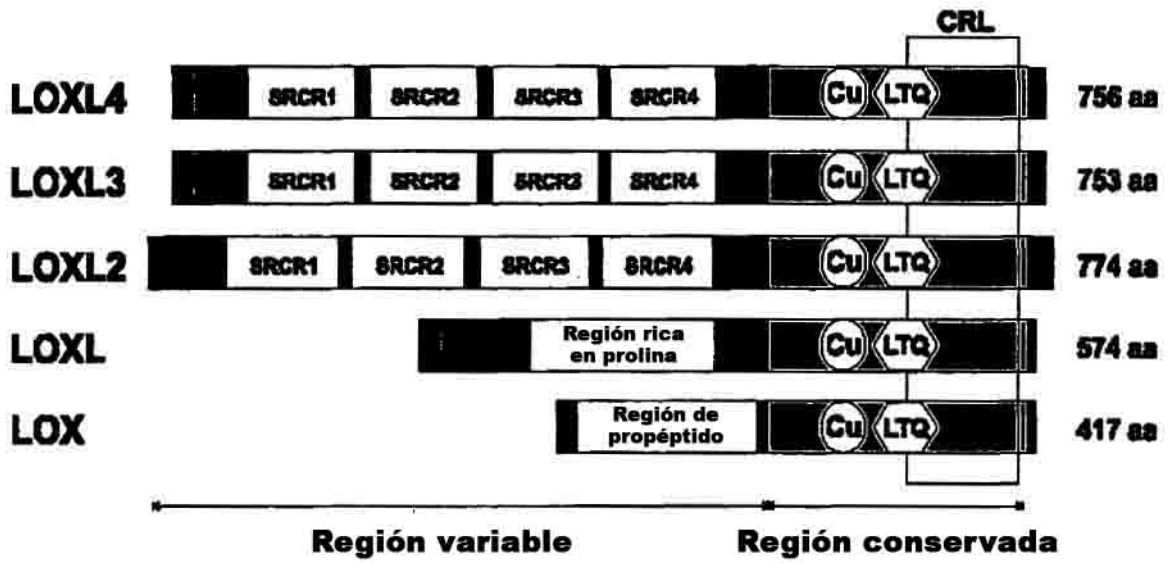 CRL
LOXL4 SRCR1 SRCR2 SRCR3 SRCR4 Cu LTQ 756 aa
LOXL3 SRCR1 SRCR2 SRCR3 SRCR4 Cu LTQ 753 aa
LOXL2 SRCR1 SRCR2 SRCR3 SRCR4 Cu LTQ 774 aa
LOXL Región rica
en prolina Cu LTQ 574 aa
LOX Región de
propéptido Cu LTQ 417 aa
Región variable Región conservada